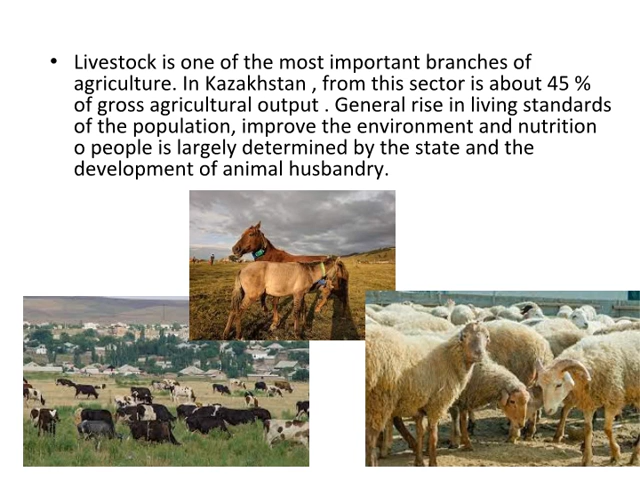 • Livestock is one of the most important branches of
agriculture. In Kazakhstan , from this sector is about 45 %
of gross agricultural output . General rise in living standards
of the population, improve the environment and nutrition
o people is largely determined by the state and the
development of animal husbandry.